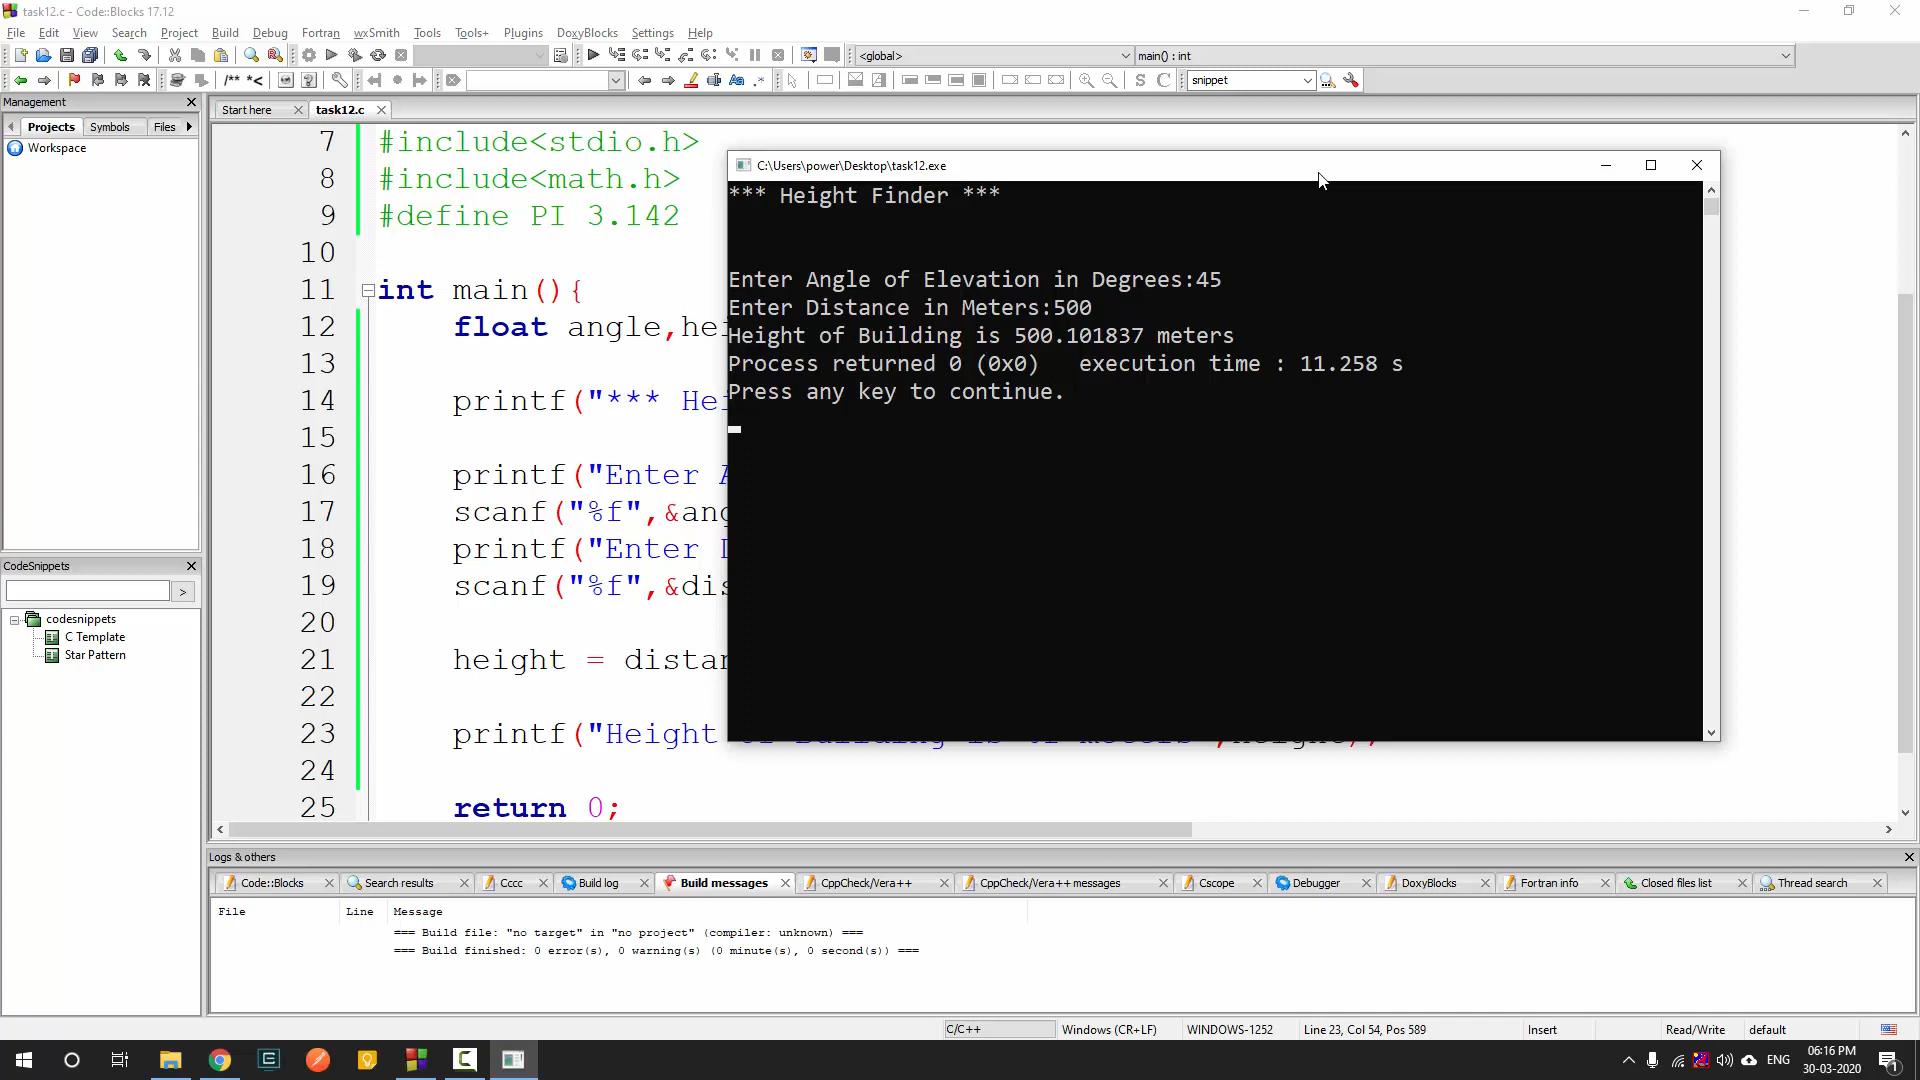 task12.c - Code::Blocks 17.12
File Edit View Search Project Build Debug Fortran wxSmith Tools Tools+ Plugins DoxyBlocks Settings Help
<global> main() : int
/** *< snippet
Management
Projects Symbols Files
Workspace
Start here task12.c
7 #include<stdio.h>
8 #include<math.h>
9 #define PI 3.142
10
11 int main(){
12 float angle,hei
13
14 printf("*** Hei
15
16 printf("Enter A
17 scanf("%f",&ang
18 printf("Enter D
19 scanf("%f",&dis
20
21 height = distan
22
23 printf("Height
24
25 return 0;
C:\Users\power\Desktop\task12.exe
*** Height Finder ***
Enter Angle of Elevation in Degrees:45
Enter Distance in Meters:500
Height of Building is 500.101837 meters
Process returned 0 (0x0) execution time : 11.258 s
Press any key to continue.
CodeSnippets
>
codesnippets
C Template
Star Pattern
Logs & others
Code::Blocks Search results Cccc Build log Build messages CppCheck/Vera++ CppCheck/Vera++ messages Cscope Debugger DoxyBlocks Fortran info Closed files list Thread search
File Line Message
=== Build file: "no target" in "no project" (compiler: unknown) ===
=== Build finished: 0 error(s), 0 warning(s) (0 minute(s), 0 second(s)) ===
C/C++ Windows (CR+LF) WINDOWS-1252 Line 23, Col 54, Pos 589 Insert Read/Write default
ENG
06:16 PM
30-03-2020
1